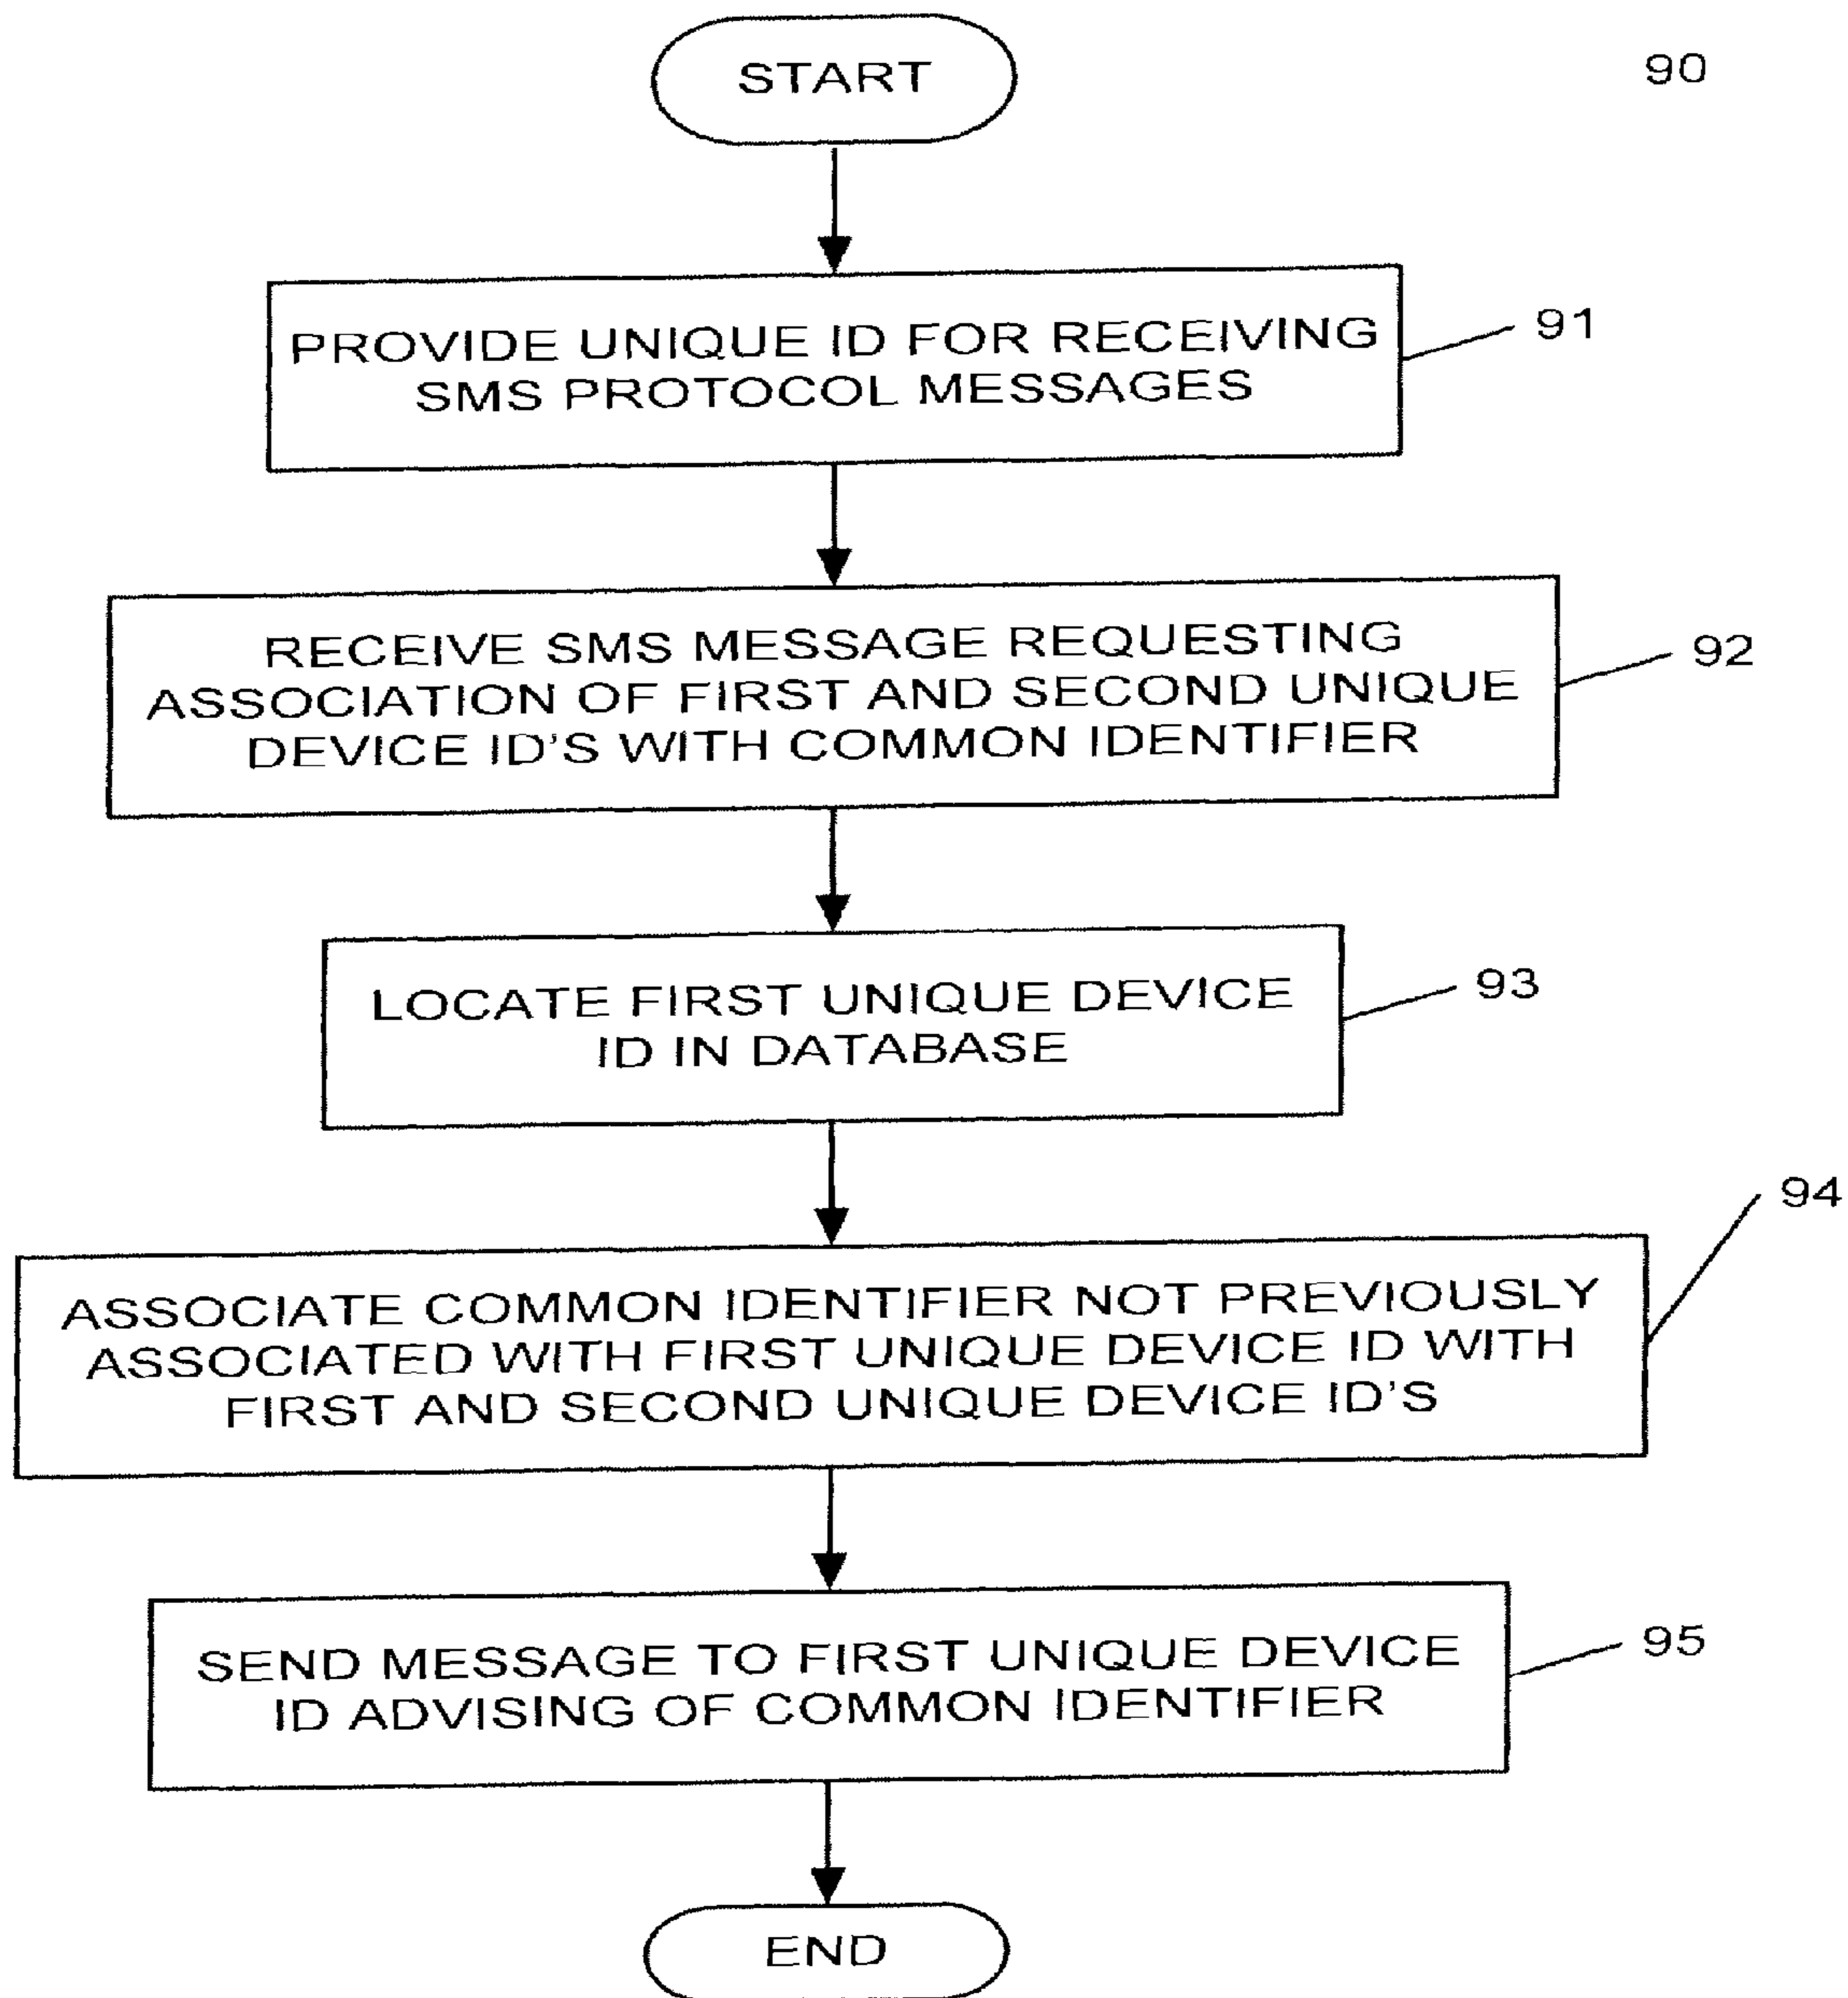 START
90
PROVIDE UNIQUE ID FOR RECEIVING
SMS PROTOCOL MESSAGES
91
RECEIVE SMS MESSAGE REQUESTING
ASSOCIATION OF FIRST AND SECOND UNIQUE
DEVICE ID'S WITH COMMON IDENTIFIER
92
LOCATE FIRST UNIQUE DEVICE
ID IN DATABASE
93
ASSOCIATE COMMON IDENTIFIER NOT PREVIOUSLY
ASSOCIATED WITH FIRST UNIQUE DEVICE ID WITH
FIRST AND SECOND UNIQUE DEVICE ID'S
94
SEND MESSAGE TO FIRST UNIQUE DEVICE
ID ADVISING OF COMMON IDENTIFIER
95
END